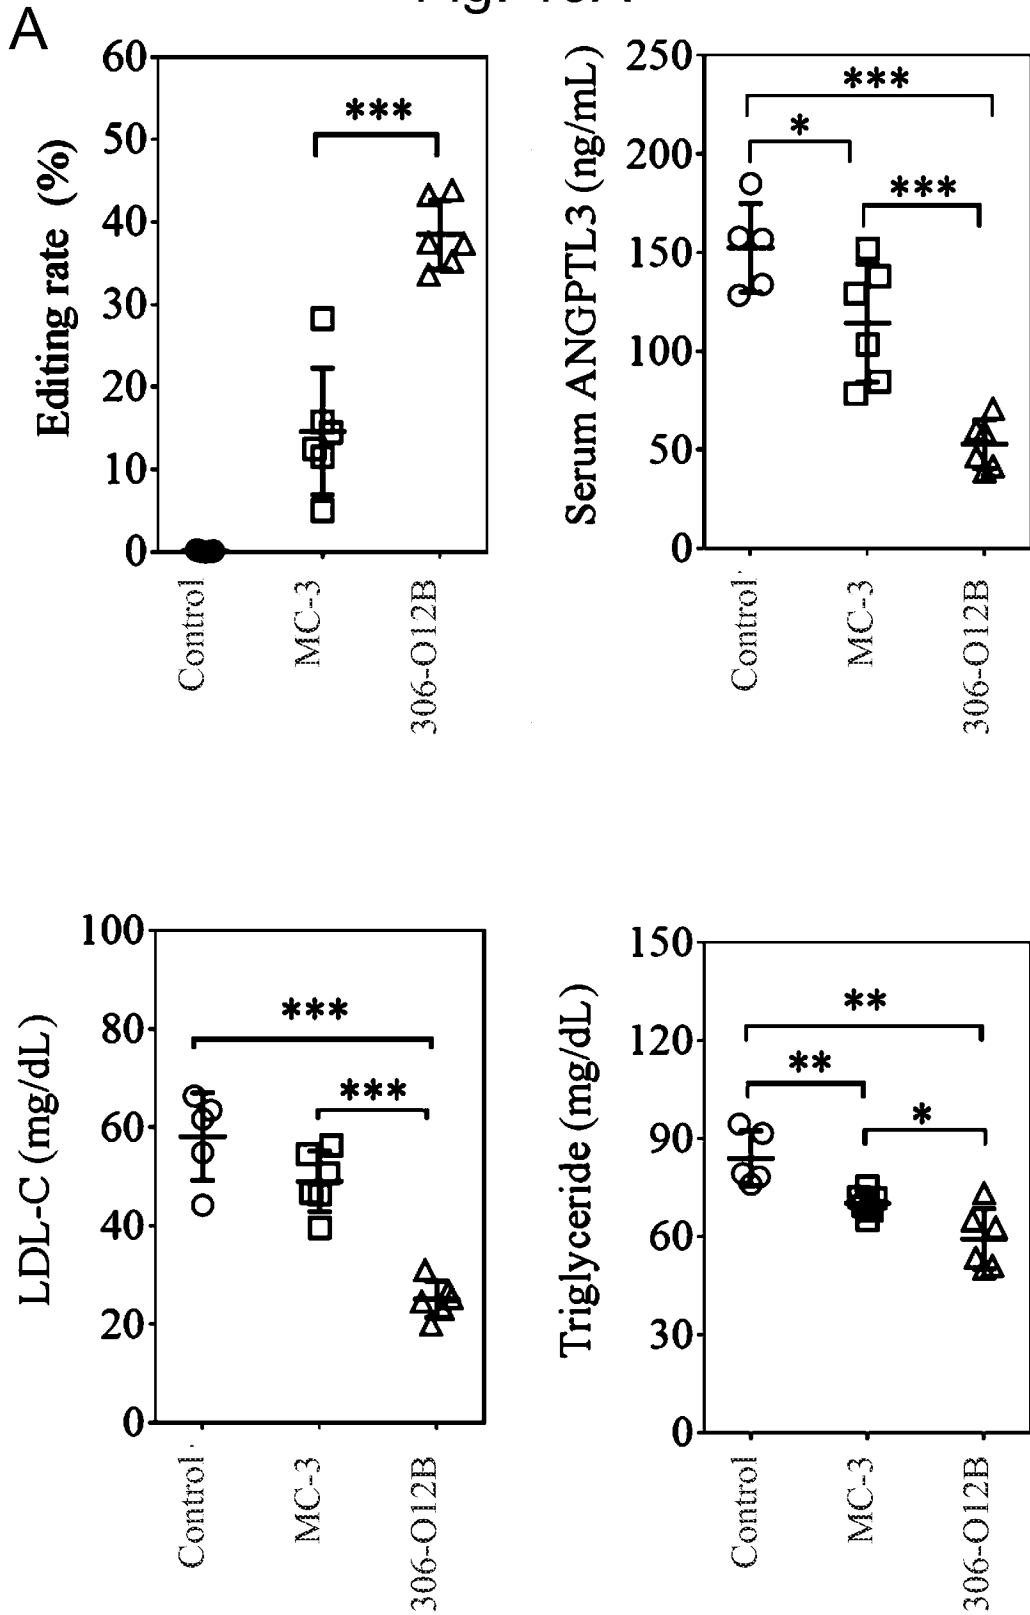 A
Editing rate (%)
60
50
40
30
20
10
0
***
Control
MC-3
306-O12B
Serum ANGPTL3 (ng/mL)
250
200
150
100
50
0
***
*
***
Control
MC-3
306-O12B
LDL-C (mg/dL)
100
80
60
40
20
0
***
***
Control
MC-3
306-O12B
Triglyceride (mg/dL)
150
120
90
60
30
0
**
**
*
Control
MC-3
306-O12B